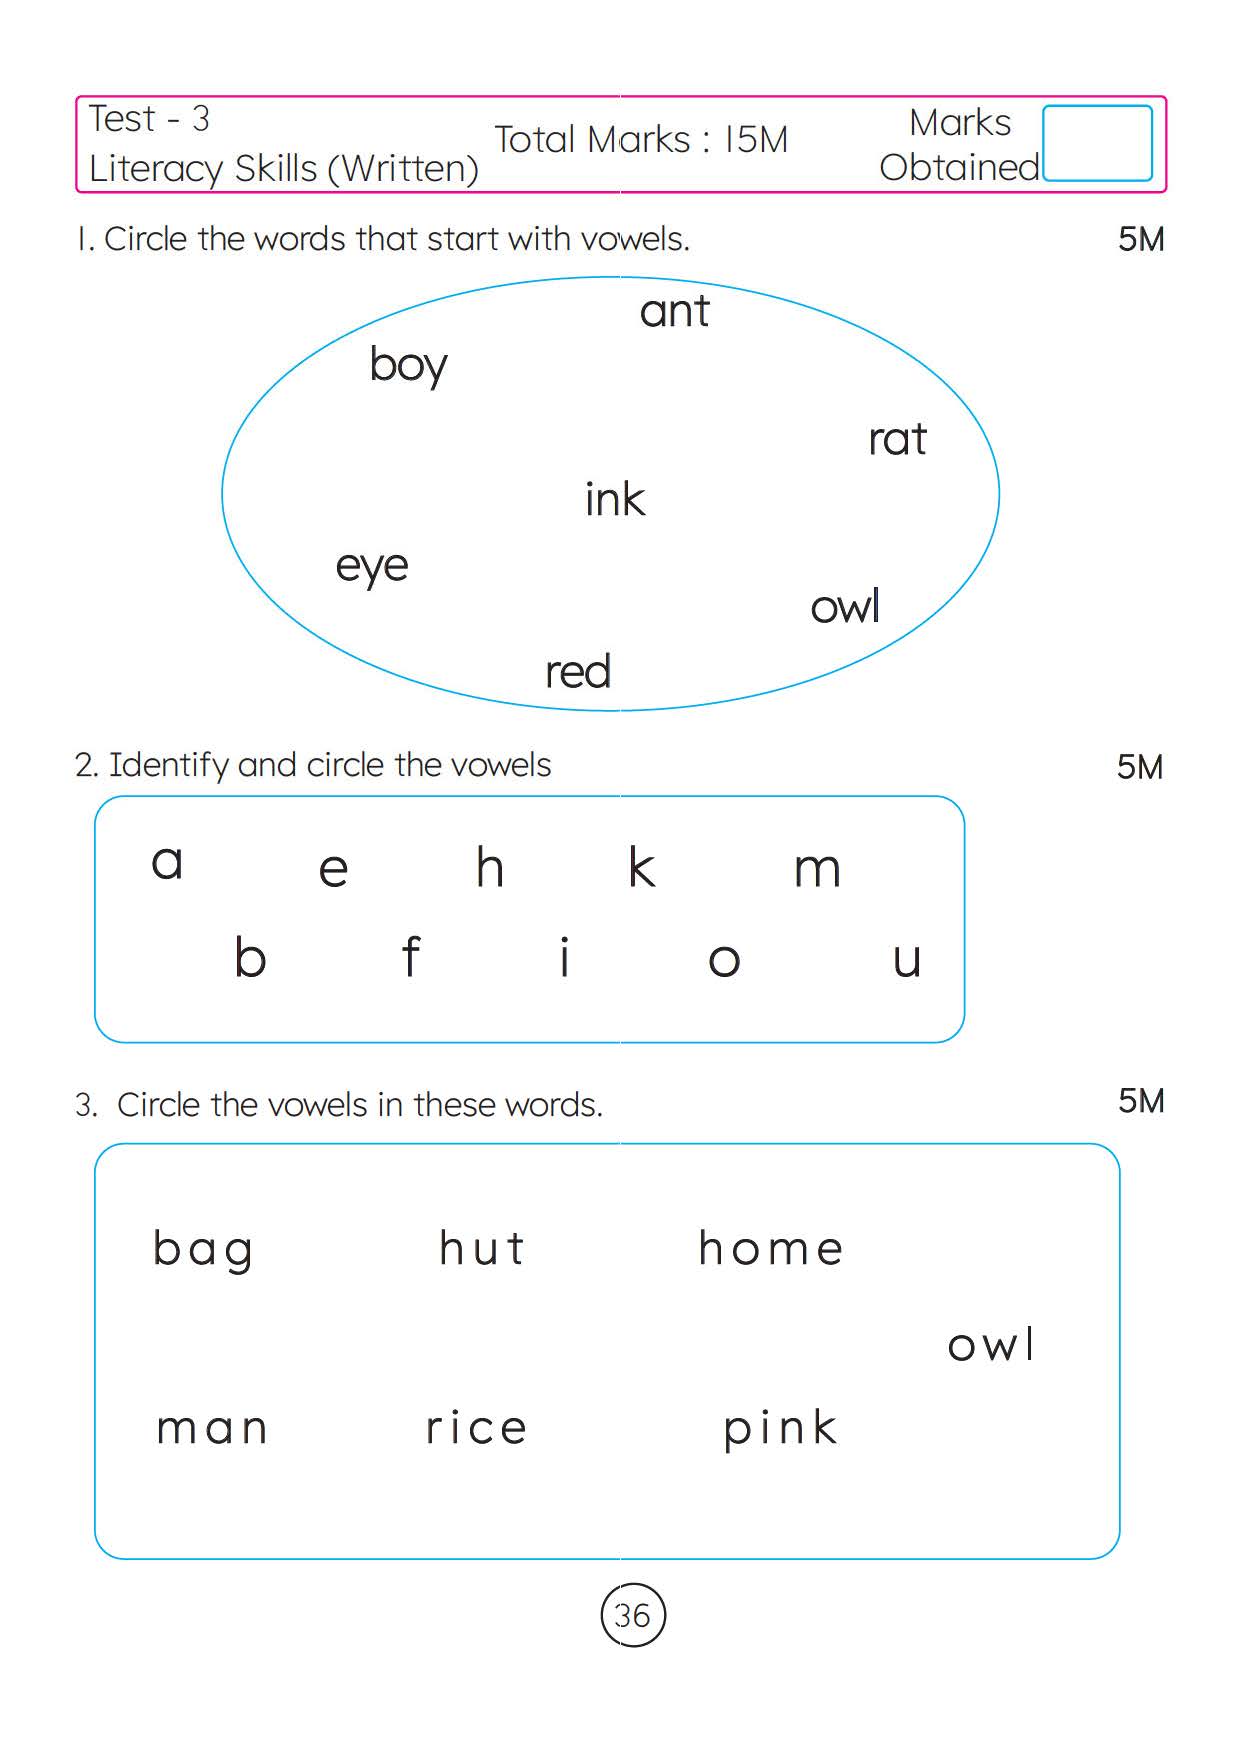 Test - 3
Literacy Skills (Written)
Total Marks : 15M
Marks
Obtained
1. Circle the words that start with vowels. 5M
ant
boy
rat
ink
eye
owl
red
2. Identify and circle the vowels 5M
a e h k m
b f i o u
3. Circle the vowels in these words. 5M
bag hut home
owl
man rice pink
36